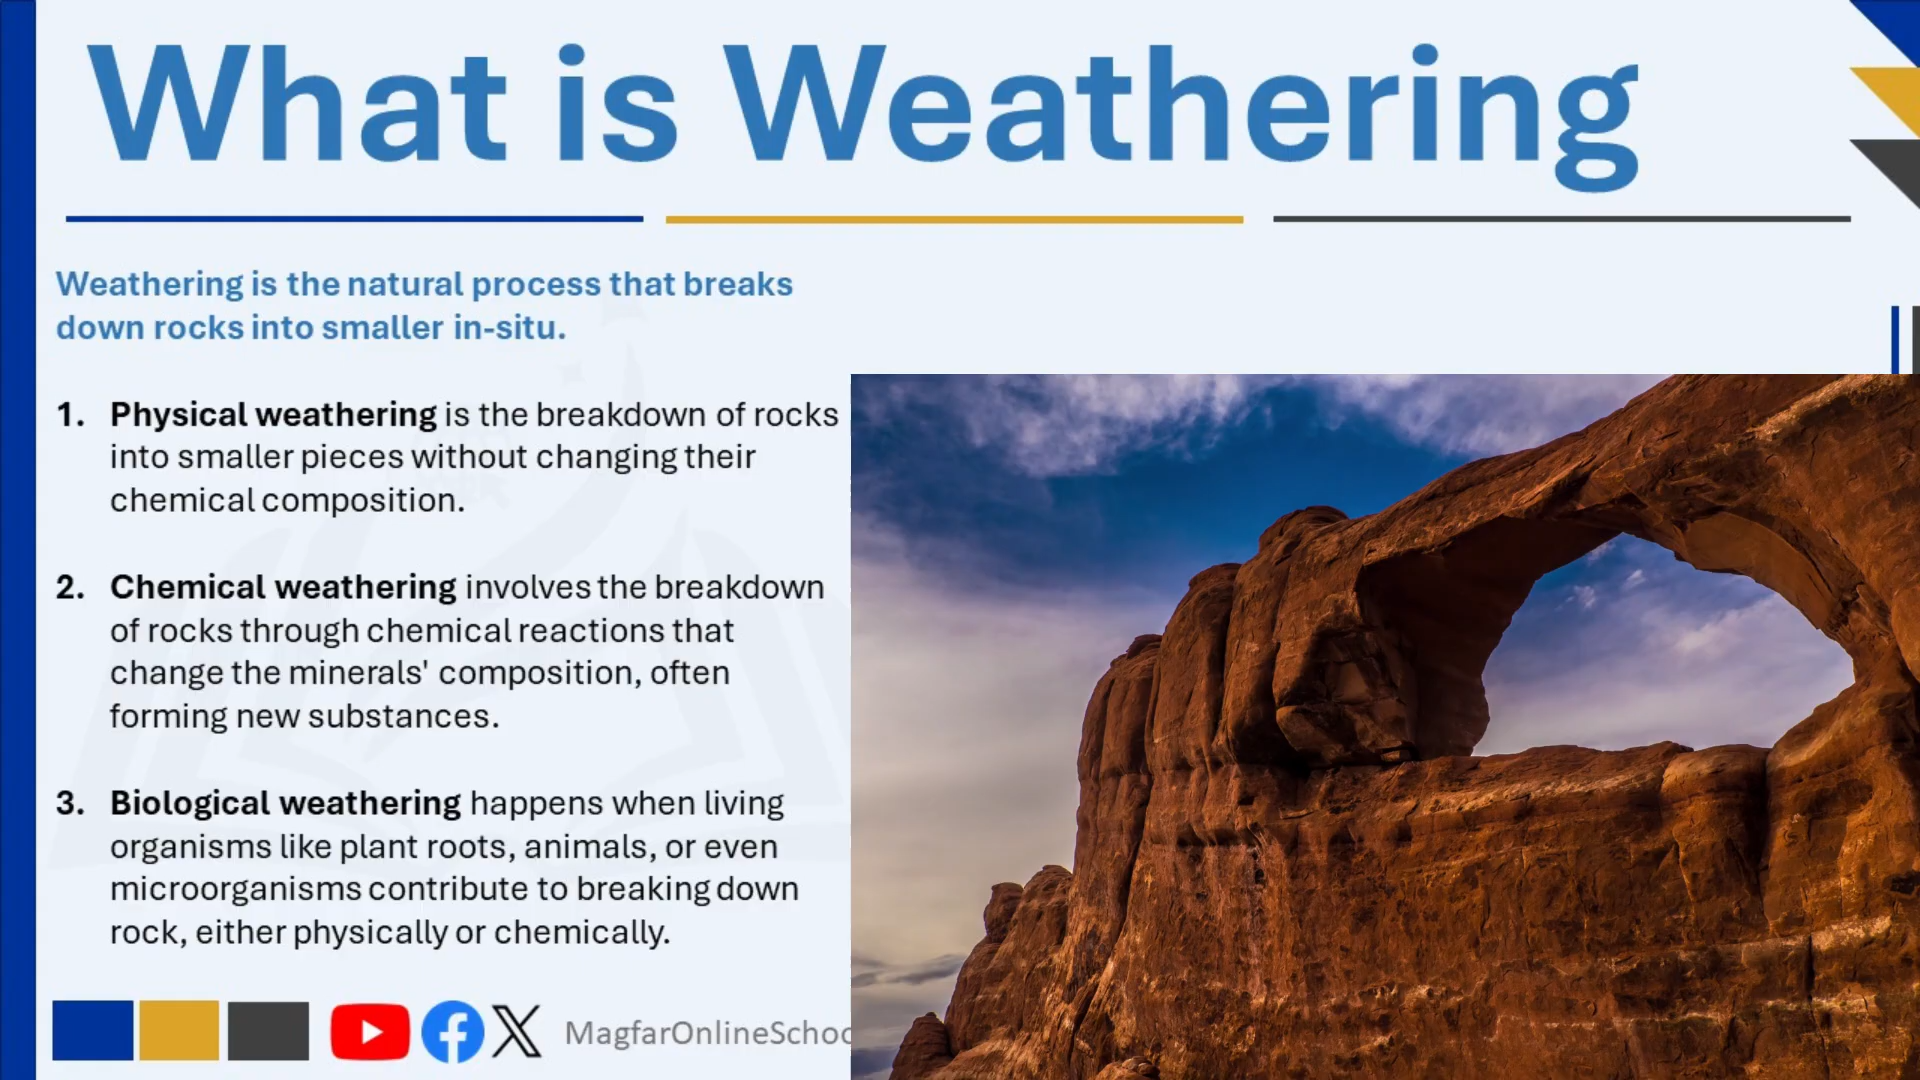 What is Weathering
Weathering is the natural process that breaks
down rocks into smaller in-situ.
1. Physical weathering is the breakdown of rocks
into smaller pieces without changing their
chemical composition.
2. Chemical weathering involves the breakdown
of rocks through chemical reactions that
change the minerals' composition, often
forming new substances.
3. Biological weathering happens when living
organisms like plant roots, animals, or even
microorganisms contribute to breaking down
rock, either physically or chemically.
MagfarOnlineSchoo